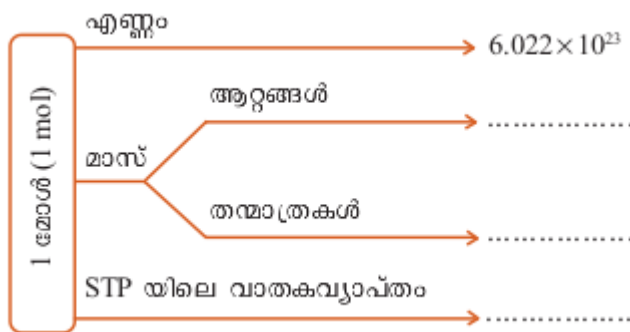 എണ്ണം
6.022×10²³
ആറ്റങ്ങൾ
..................
1 മോൾ (1 mol)
മാസ്
തന്മാത്രകൾ
..................
STP യിലെ വാതകവ്യാപ്തം
..................